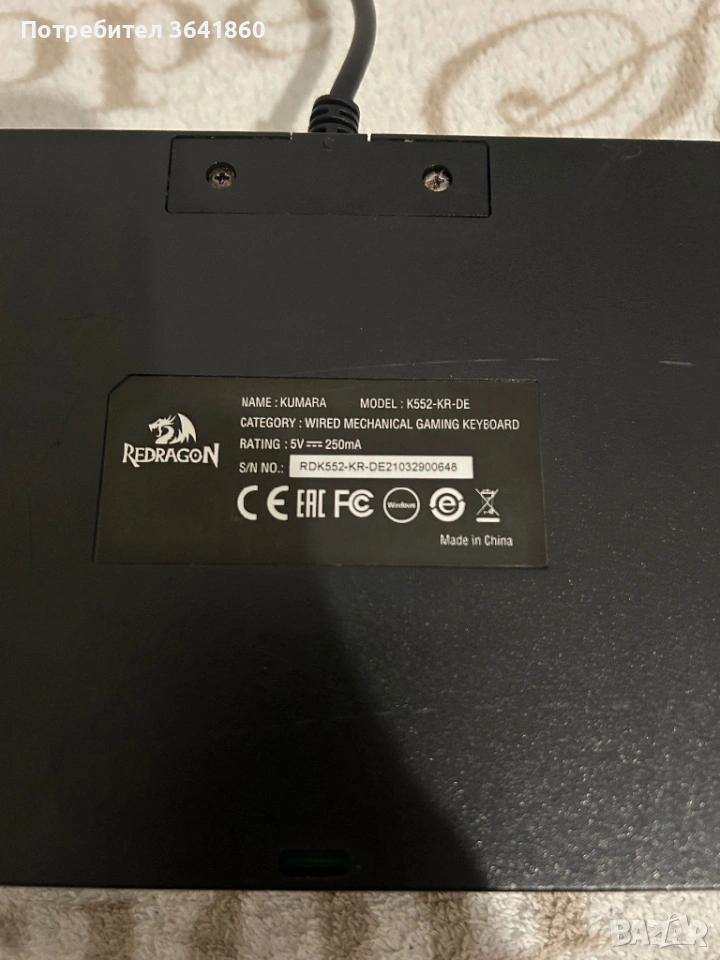 Потребител 3641860
NAME : KUMARA MODEL : K552-KR-DE
CATEGORY : WIRED MECHANICAL GAMING KEYBOARD
RATING : 5V⎓250mA
REDRAGON
S/N NO.: RDK552-KR-DE21032900648
CE EAC FC Windows e
Made in China
BAZAR